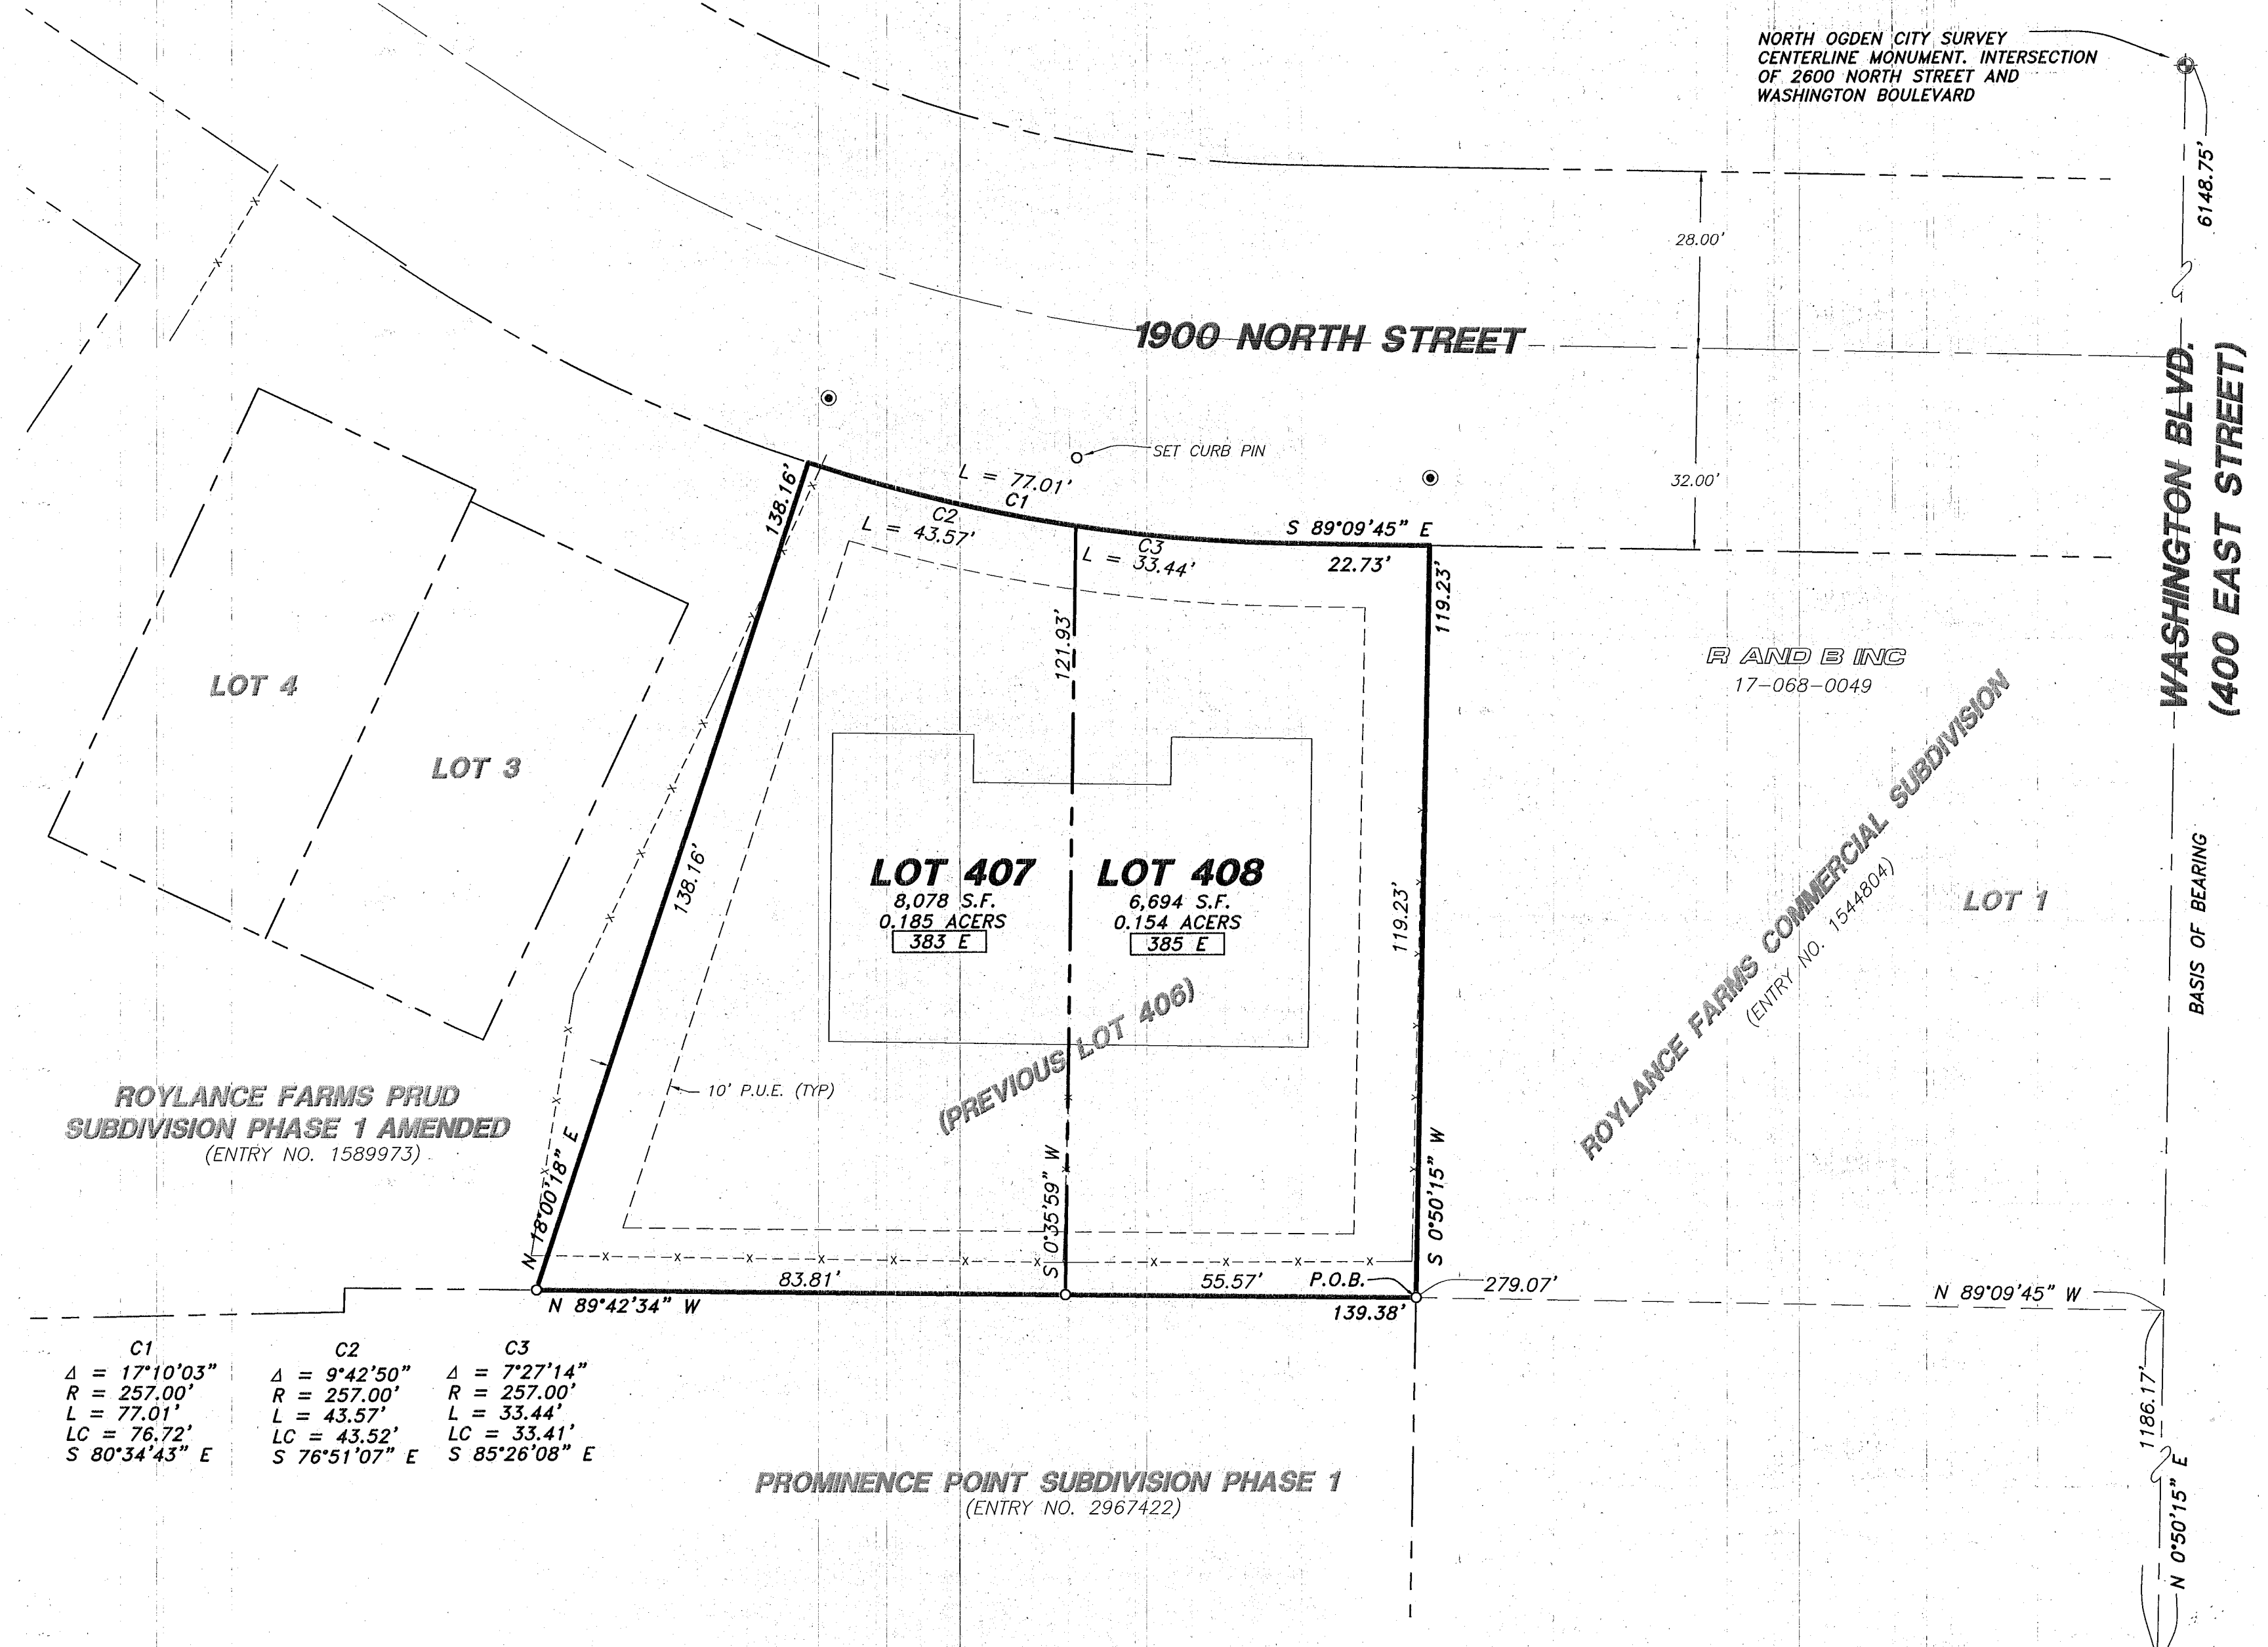 NORTH OGDEN CITY SURVEY
CENTERLINE MONUMENT. INTERSECTION
OF 2600 NORTH STREET AND
WASHINGTON BOULEVARD
6148.75'
28.00'
1900 NORTH STREET
WASHINGTON BLVD.
(400 EAST STREET)
SET CURB PIN
32.00'
L = 77.01'
C1
138.16'
C2
L = 43.57'
C3
L = 33.44'
S 89°09'45" E
22.73'
119.23'
121.93'
R AND B INC
17-068-0049
LOT 4
LOT 3
138.16'
LOT 407
8,078 S.F.
0.185 ACERS
383 E
LOT 408
6,694 S.F.
0.154 ACERS
385 E
119.23'
ROYLANCE FARMS COMMERCIAL SUBDIVISION
(ENTRY NO. 1544804)
LOT 1
BASIS OF BEARING
(PREVIOUS LOT 406)
10' P.U.E. (TYP)
ROYLANCE FARMS PRUD
SUBDIVISION PHASE 1 AMENDED
(ENTRY NO. 1589973)
N 18°00'18" E
S 0°35'59" W
S 0°50'15" W
83.81'
55.57'
P.O.B.
279.07'
N 89°09'45" W
N 89°42'34" W
139.38'
C1
Δ = 17°10'03"
R = 257.00'
L = 77.01'
LC = 76.72'
S 80°34'43" E
C2
Δ = 9°42'50"
R = 257.00'
L = 43.57'
LC = 43.52'
S 76°51'07" E
C3
Δ = 7°27'14"
R = 257.00'
L = 33.44'
LC = 33.41'
S 85°26'08" E
1186.17'
N 0°50'15" E
PROMINENCE POINT SUBDIVISION PHASE 1
(ENTRY NO. 2967422)